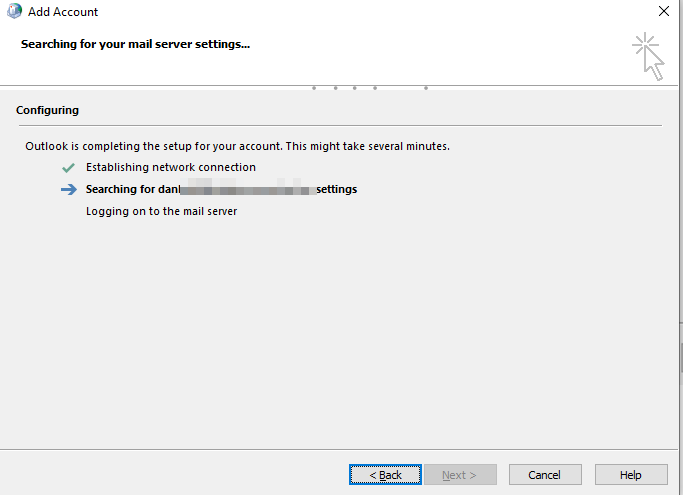 Add Account
Searching for your mail server settings...
Configuring
Outlook is completing the setup for your account. This might take several minutes.
Establishing network connection
Searching for settings
Logging on to the mail server
< Back
Next >
Cancel
Help